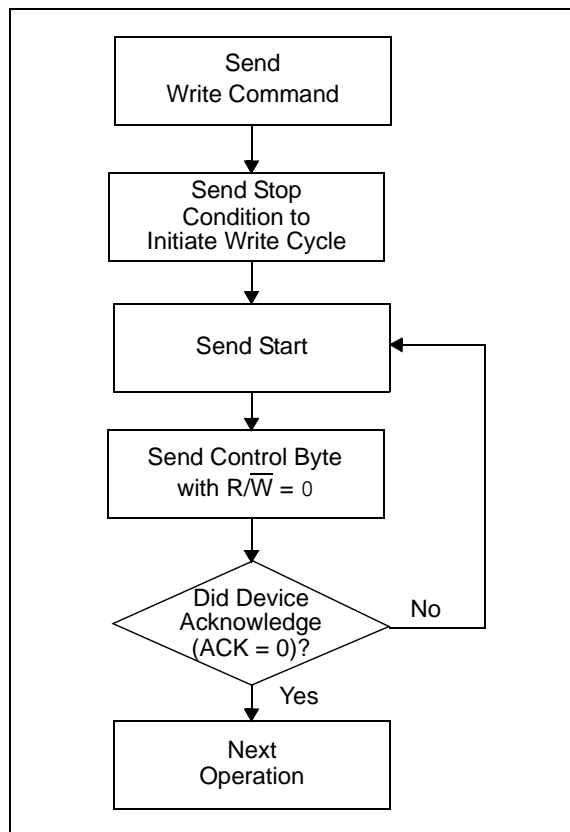 Send
Write Command
Send Stop
Condition to
Initiate Write Cycle
Send Start
Send Control Byte
with R/W̅ = 0
Did Device
Acknowledge
(ACK = 0)?
No
Yes
Next
Operation